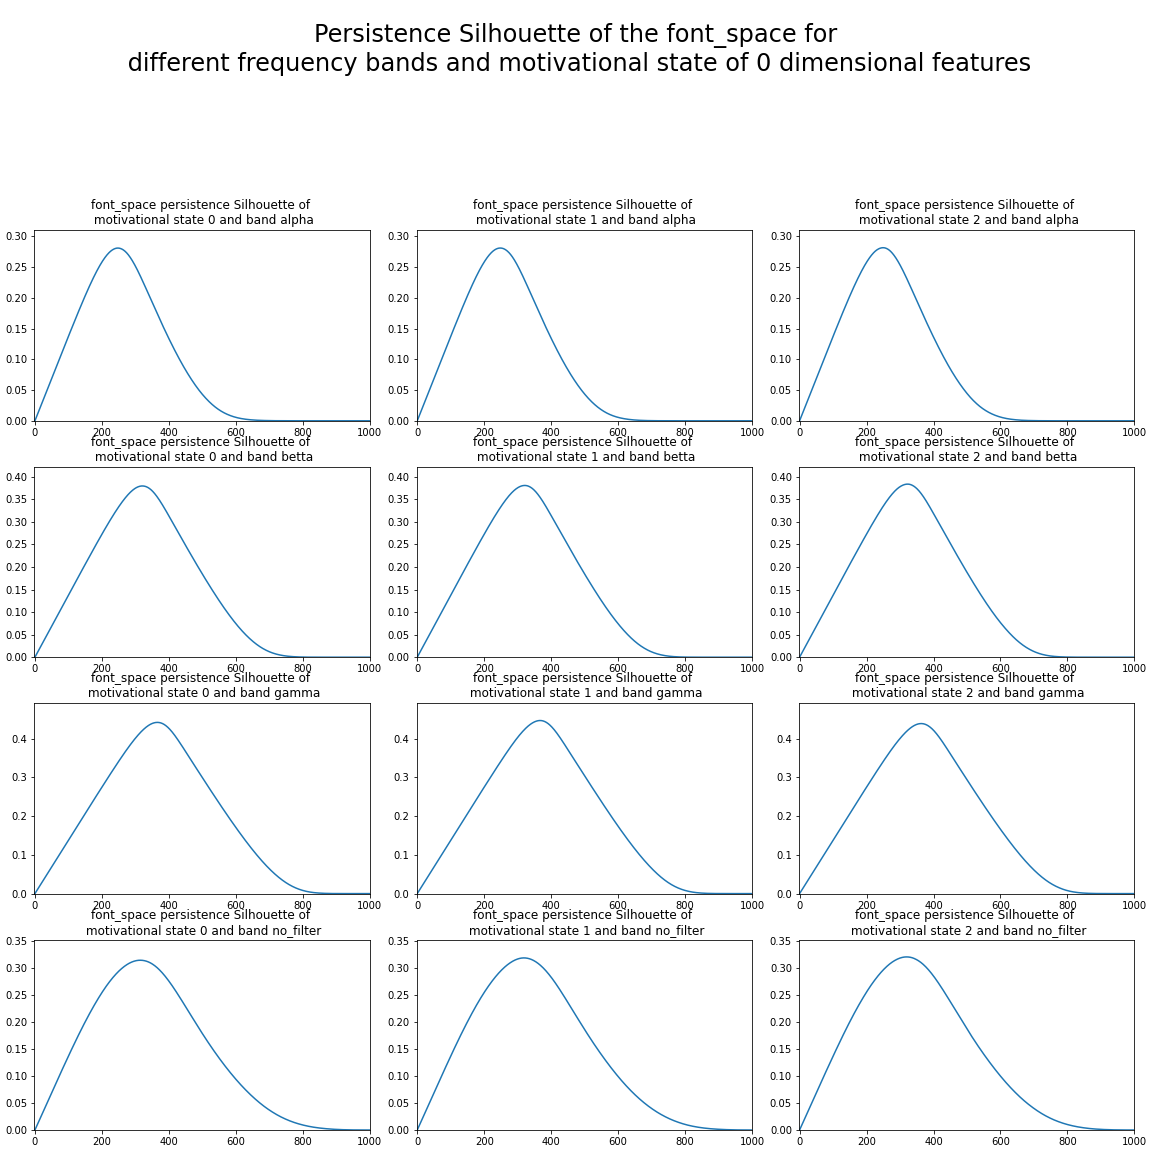 Persistence Silhouette of the font_space for
different frequency bands and motivational state of 0 dimensional features
font_space persistence Silhouette of
motivational state 0 and band alpha
font_space persistence Silhouette of
motivational state 1 and band alpha
font_space persistence Silhouette of
motivational state 2 and band alpha
0.30
0.25
0.20
0.15
0.10
0.05
0.00
0 200 400 600 800 1000
0.30
0.25
0.20
0.15
0.10
0.05
0.00
0 200 400 600 800 1000
0.30
0.25
0.20
0.15
0.10
0.05
0.00
0 200 400 600 800 1000
font_space persistence Silhouette of
motivational state 0 and band betta
font_space persistence Silhouette of
motivational state 1 and band betta
font_space persistence Silhouette of
motivational state 2 and band betta
0.40
0.35
0.30
0.25
0.20
0.15
0.10
0.05
0.00
0 200 400 600 800 1000
0.40
0.35
0.30
0.25
0.20
0.15
0.10
0.05
0.00
0 200 400 600 800 1000
0.40
0.35
0.30
0.25
0.20
0.15
0.10
0.05
0.00
0 200 400 600 800 1000
font_space persistence Silhouette of
motivational state 0 and band gamma
font_space persistence Silhouette of
motivational state 1 and band gamma
font_space persistence Silhouette of
motivational state 2 and band gamma
0.4
0.3
0.2
0.1
0.0
0 200 400 600 800 1000
0.4
0.3
0.2
0.1
0.0
0 200 400 600 800 1000
0.4
0.3
0.2
0.1
0.0
0 200 400 600 800 1000
font_space persistence Silhouette of
motivational state 0 and band no_filter
font_space persistence Silhouette of
motivational state 1 and band no_filter
font_space persistence Silhouette of
motivational state 2 and band no_filter
0.35
0.30
0.25
0.20
0.15
0.10
0.05
0.00
0 200 400 600 800 1000
0.35
0.30
0.25
0.20
0.15
0.10
0.05
0.00
0 200 400 600 800 1000
0.35
0.30
0.25
0.20
0.15
0.10
0.05
0.00
0 200 400 600 800 1000